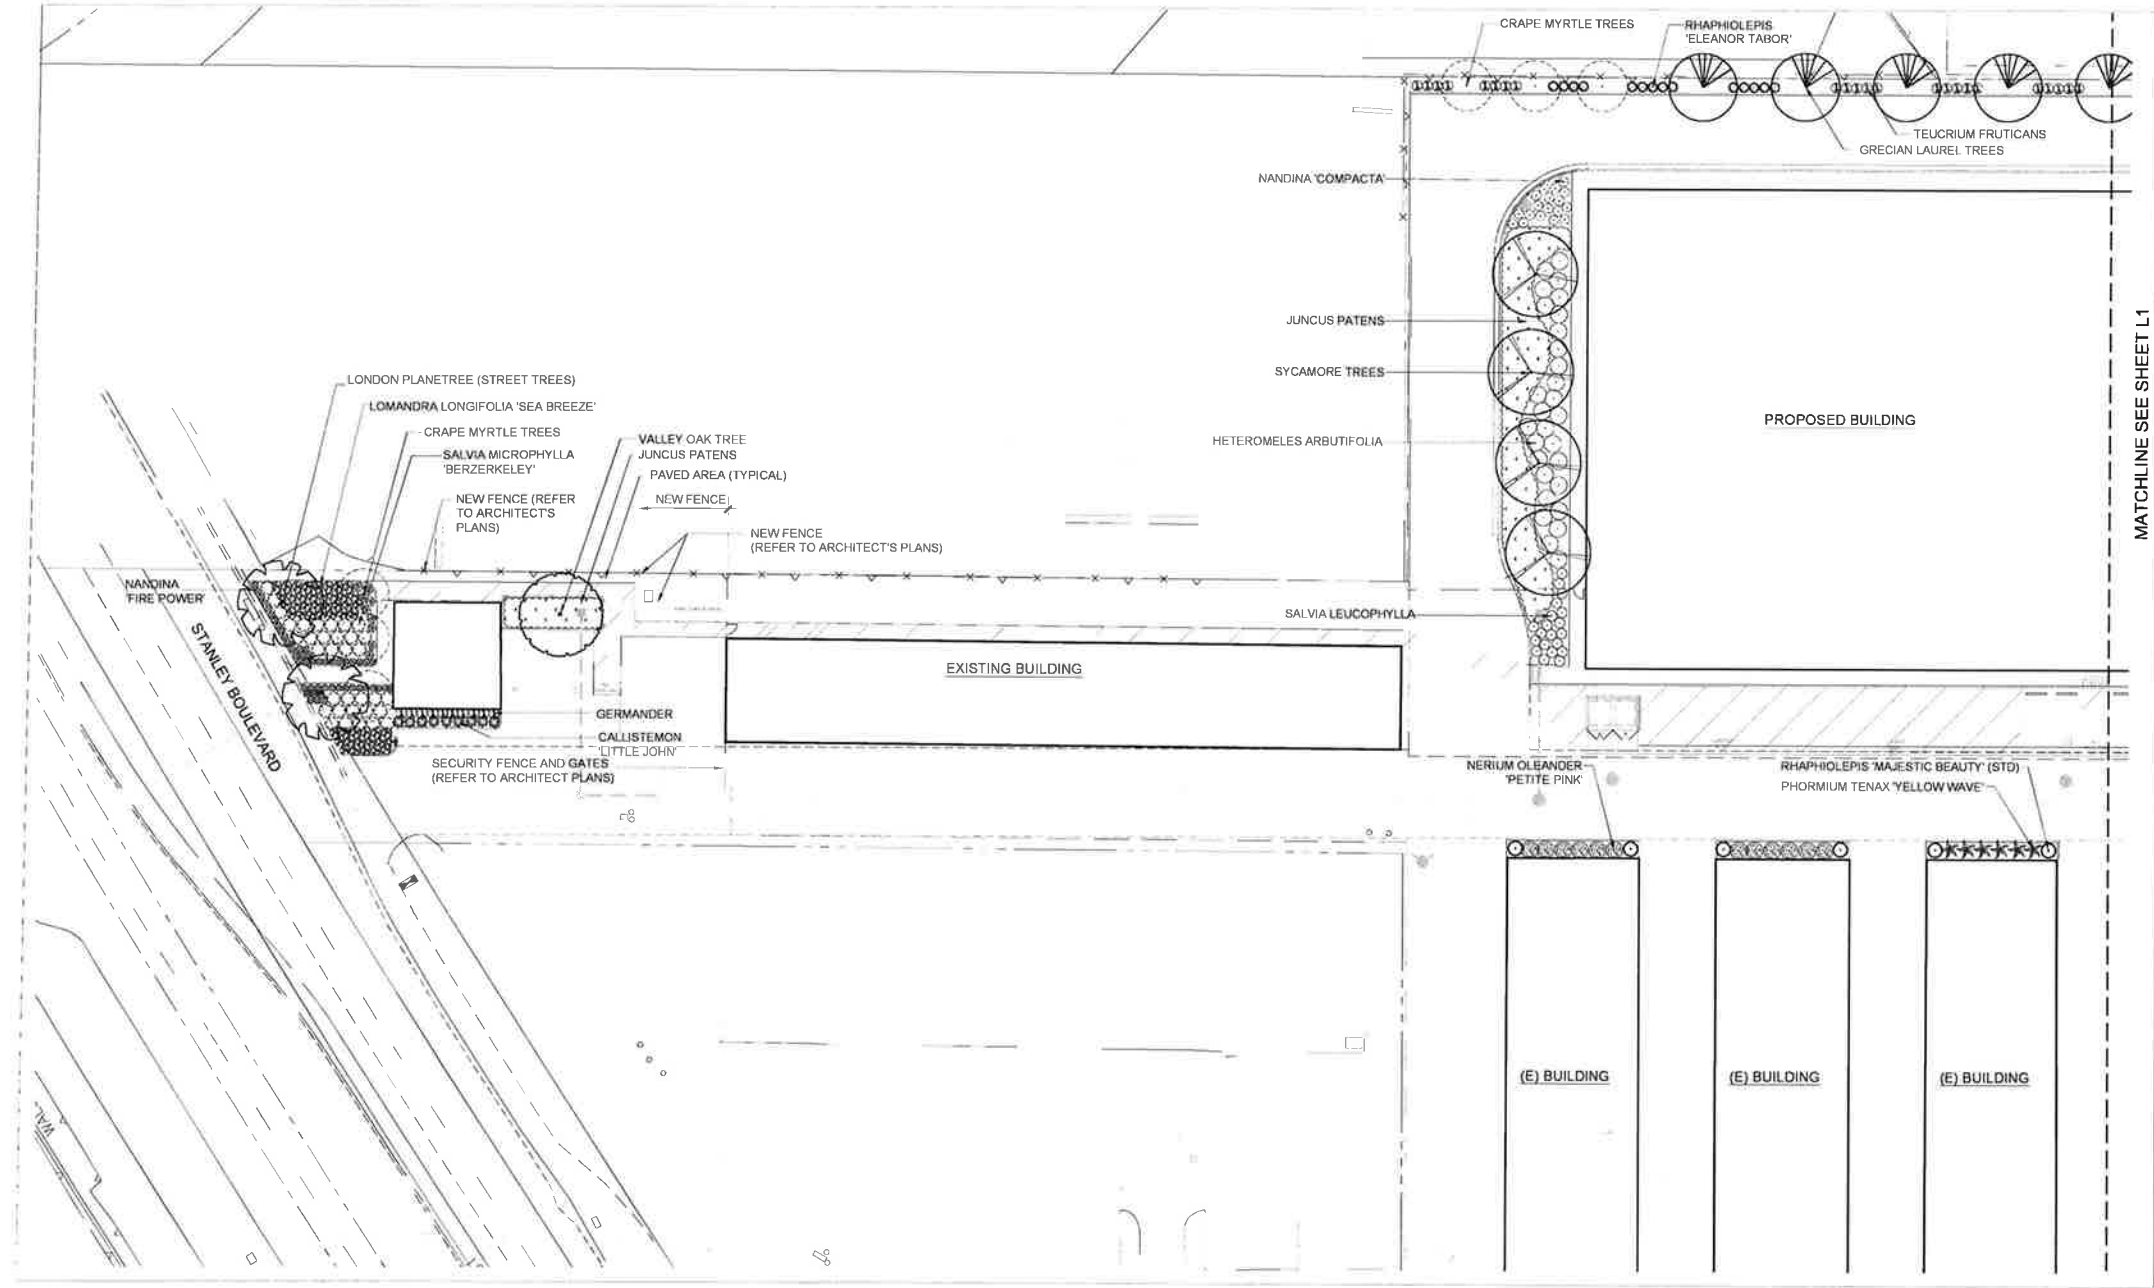 CRAPE MYRTLE TREES
RHAPHIOLEPIS
'ELEANOR TABOR'
TEUCRIUM FRUTICANS
GRECIAN LAUREL TREES
NANDINA 'COMPACTA'
JUNCUS PATENS
SYCAMORE TREES
HETEROMELES ARBUTIFOLIA
SALVIA LEUCOPHYLLA
PROPOSED BUILDING
MATCHLINE SEE SHEET L1
LONDON PLANETREE (STREET TREES)
LOMANDRA LONGIFOLIA 'SEA BREEZE'
CRAPE MYRTLE TREES
SALVIA MICROPHYLLA
'BERZERKELEY'
NEW FENCE (REFER
TO ARCHITECT'S
PLANS)
VALLEY OAK TREE
JUNCUS PATENS
PAVED AREA (TYPICAL)
NEW FENCE
NEW FENCE
(REFER TO ARCHITECT'S PLANS)
NANDINA
'FIRE POWER'
STANLEY BOULEVARD
EXISTING BUILDING
GERMANDER
CALLISTEMON
'LITTLE JOHN'
SECURITY FENCE AND GATES
(REFER TO ARCHITECT PLANS)
NERIUM OLEANDER
'PETITE PINK'
RHAPHIOLEPIS 'MAJESTIC BEAUTY' (STD)
PHORMIUM TENAX 'YELLOW WAVE'
(E) BUILDING
(E) BUILDING
(E) BUILDING